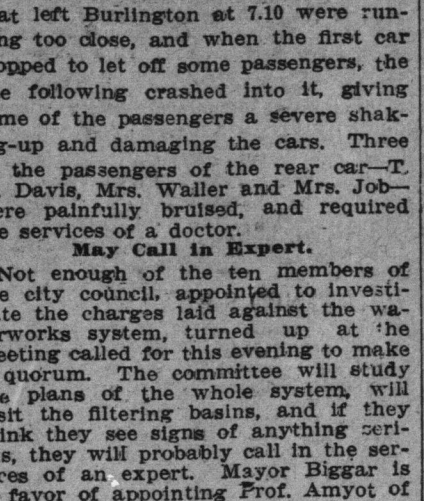 at left Burlington at 7.10 were run-
ng too close, and when the first car
opped to let off some passengers, the
e following crashed into it, giving
me of the passengers a severe shak-
g-up and damaging the cars. Three
the passengers of the rear car—T.
Davis, Mrs. Waller and Mrs. Job—
ere painfully bruised, and required
e services of a doctor.
May Call in Expert.
Not enough of the ten members of
e city council, appointed to investi-
ate the charges laid against the wa-
rworks system, turned up at the
eeting called for this evening to make
quorum. The committee will study
e plans of the whole system, will
sit the filtering basins, and if they
ink they see signs of anything seri-
s, they will probably call in the ser-
ces of an expert. Mayor Biggar is
favor of appointing Prof. Amyot of